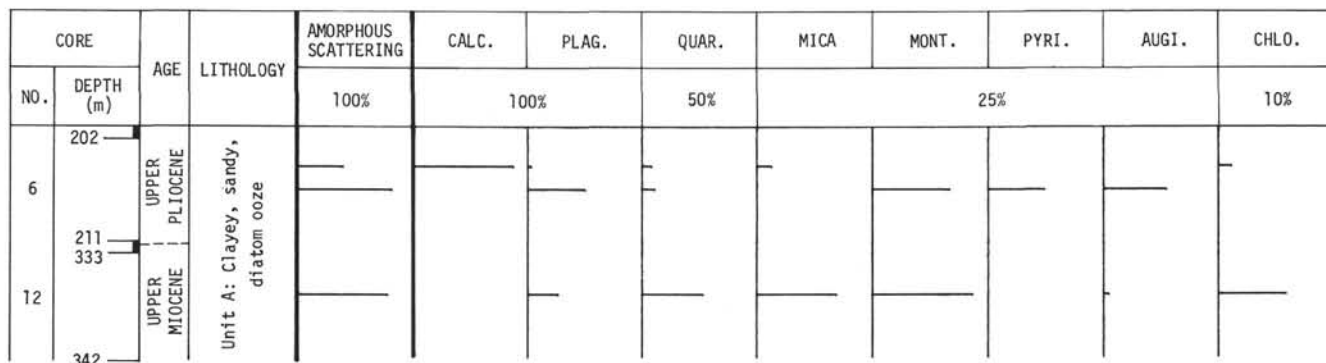 CORE
AGE
LITHOLOGY
AMORPHOUS
SCATTERING
CALC.
PLAG.
QUAR.
MICA
MONT.
PYRI.
AUGI.
CHLO.
NO.
DEPTH
(m)
100%
100%
50%
25%
10%
202
6
211
333
12
342
UPPER
PLIOCENE
UPPER
MIOCENE
Unit A: Clayey, sandy,
diatom ooze